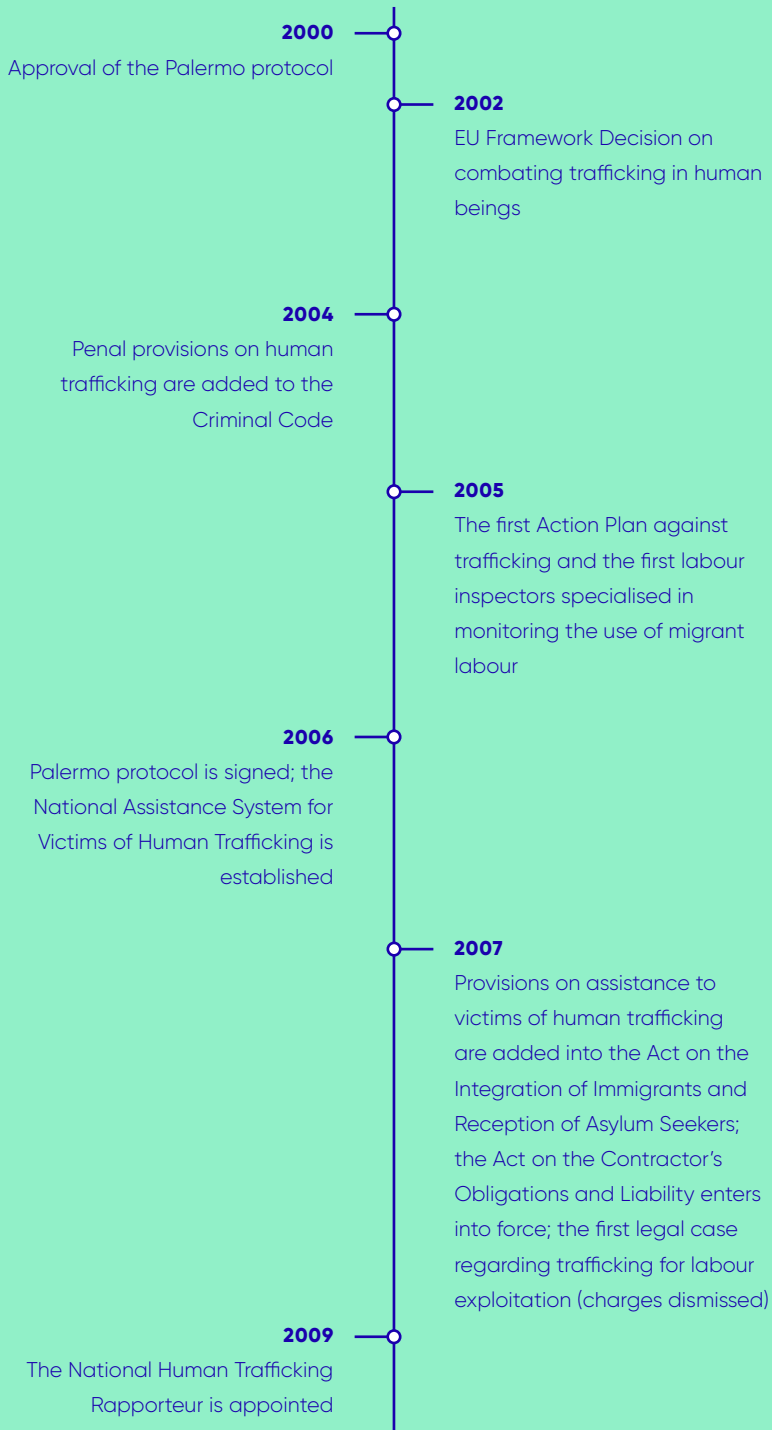 2000
Approval of the Palermo protocol
2002
EU Framework Decision on
combating trafficking in human
beings
2004
Penal provisions on human
trafficking are added to the
Criminal Code
2005
The first Action Plan against
trafficking and the first labour
inspectors specialised in
monitoring the use of migrant
labour
2006
Palermo protocol is signed; the
National Assistance System for
Victims of Human Trafficking is
established
2007
Provisions on assistance to
victims of human trafficking
are added into the Act on the
Integration of Immigrants and
Reception of Asylum Seekers;
the Act on the Contractor's
Obligations and Liability enters
into force; the first legal case
regarding trafficking for labour
exploitation (charges dismissed)
2009
The National Human Trafficking
Rapporteur is appointed